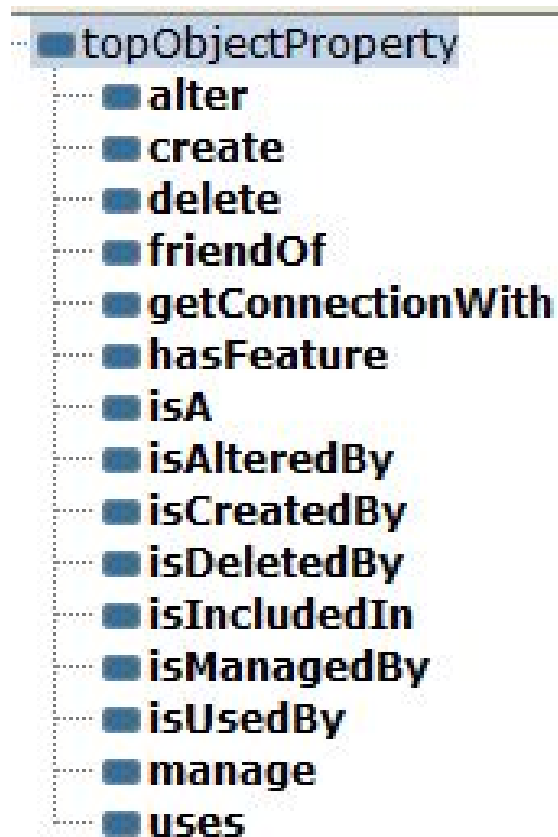 topObjectProperty
alter
create
delete
friendOf
getConnectionWith
hasFeature
isA
isAlteredBy
isCreatedBy
isDeletedBy
isIncludedIn
isManagedBy
isUsedBy
manage
uses